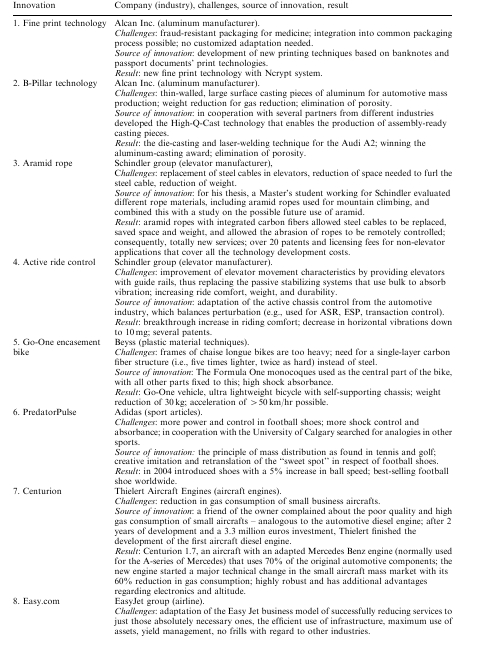 Innovation Company (industry), challenges, source of innovation, result
1. Fine print technology Alcan Inc. (aluminum manufacturer).
Challenges: fraud-resistant packaging for medicine; integration into common packaging
process possible; no customized adaptation needed.
Source of innovation: development of new printing techniques based on banknotes and
passport documents' print technologies.
Result: new fine print technology with Ncrypt system.
2. B-Pillar technology Alcan Inc. (aluminum manufacturer).
Challenges: thin-walled, large surface casting pieces of aluminum for automotive mass
production; weight reduction for gas reduction; elimination of porosity.
Source of innovation: in cooperation with several partners from different industries
developed the High-Q-Cast technology that enables the production of assembly-ready
casting pieces.
Result: the die-casting and laser-welding technique for the Audi A2; winning the
aluminum-casting award; elimination of porosity.
3. Aramid rope Schindler group (elevator manufacturer),
Challenges: replacement of steel cables in elevators, reduction of space needed to furl the
steel cable, reduction of weight.
Source of innovation: for his thesis, a Master's student working for Schindler evaluated
different rope materials, including aramid ropes used for mountain climbing, and
combined this with a study on the possible future use of aramid.
Result: aramid ropes with integrated carbon fibers allowed steel cables to be replaced,
saved space and weight, and allowed the abrasion of ropes to be remotely controlled;
consequently, totally new services; over 20 patents and licensing fees for non-elevator
applications that cover all the technology development costs.
4. Active ride control Schindler group (elevator manufacturer).
Challenges: improvement of elevator movement characteristics by providing elevators
with guide rails, thus replacing the passive stabilizing systems that use bulk to absorb
vibration; increasing ride comfort, weight, and durability.
Source of innovation: adaptation of the active chassis control from the automotive
industry, which balances perturbation (e.g., used for ASR, ESP, transaction control).
Result: breakthrough increase in riding comfort; decrease in horizontal vibrations down
to 10 mg; several patents.
5. Go-One encasement Beyss (plastic material techniques).
bike Challenges: frames of chaise longue bikes are too heavy; need for a single-layer carbon
fiber structure (i.e., five times lighter, twice as hard) instead of steel.
Source of innovation: The Formula One monocoques used as the central part of the bike,
with all other parts fixed to this; high shock absorbance.
Result: Go-One vehicle, ultra lightweight bicycle with self-supporting chassis; weight
reduction of 30 kg; acceleration of >50 km/hr possible.
6. PredatorPulse Adidas (sport articles).
Challenges: more power and control in football shoes; more shock control and
absorbance; in cooperation with the University of Calgary searched for analogies in other
sports.
Source of innovation: the principle of mass distribution as found in tennis and golf;
creative imitation and retranslation of the "sweet spot" in respect of football shoes.
Result: in 2004 introduced shoes with a 5% increase in ball speed; best-selling football
shoe worldwide.
7. Centurion Thielert Aircraft Engines (aircraft engines).
Challenges: reduction in gas consumption of small business aircrafts.
Source of innovation: a friend of the owner complained about the poor quality and high
gas consumption of small aircrafts – analogous to the automotive diesel engine; after 2
years of development and a 3.3 million euros investment, Thielert finished the
development of the first aircraft diesel engine.
Result: Centurion 1.7, an aircraft with an adapted Mercedes Benz engine (normally used
for the A-series of Mercedes) that uses 70% of the original automotive components; the
new engine started a major technical change in the small aircraft mass market with its
60% reduction in gas consumption; highly robust and has additional advantages
regarding electronics and altitude.
8. Easy.com EasyJet group (airline).
Challenges: adaptation of the Easy Jet business model of successfully reducing services to
just those absolutely necessary ones, the efficient use of infrastructure, maximum use of
assets, yield management, no frills with regard to other industries.